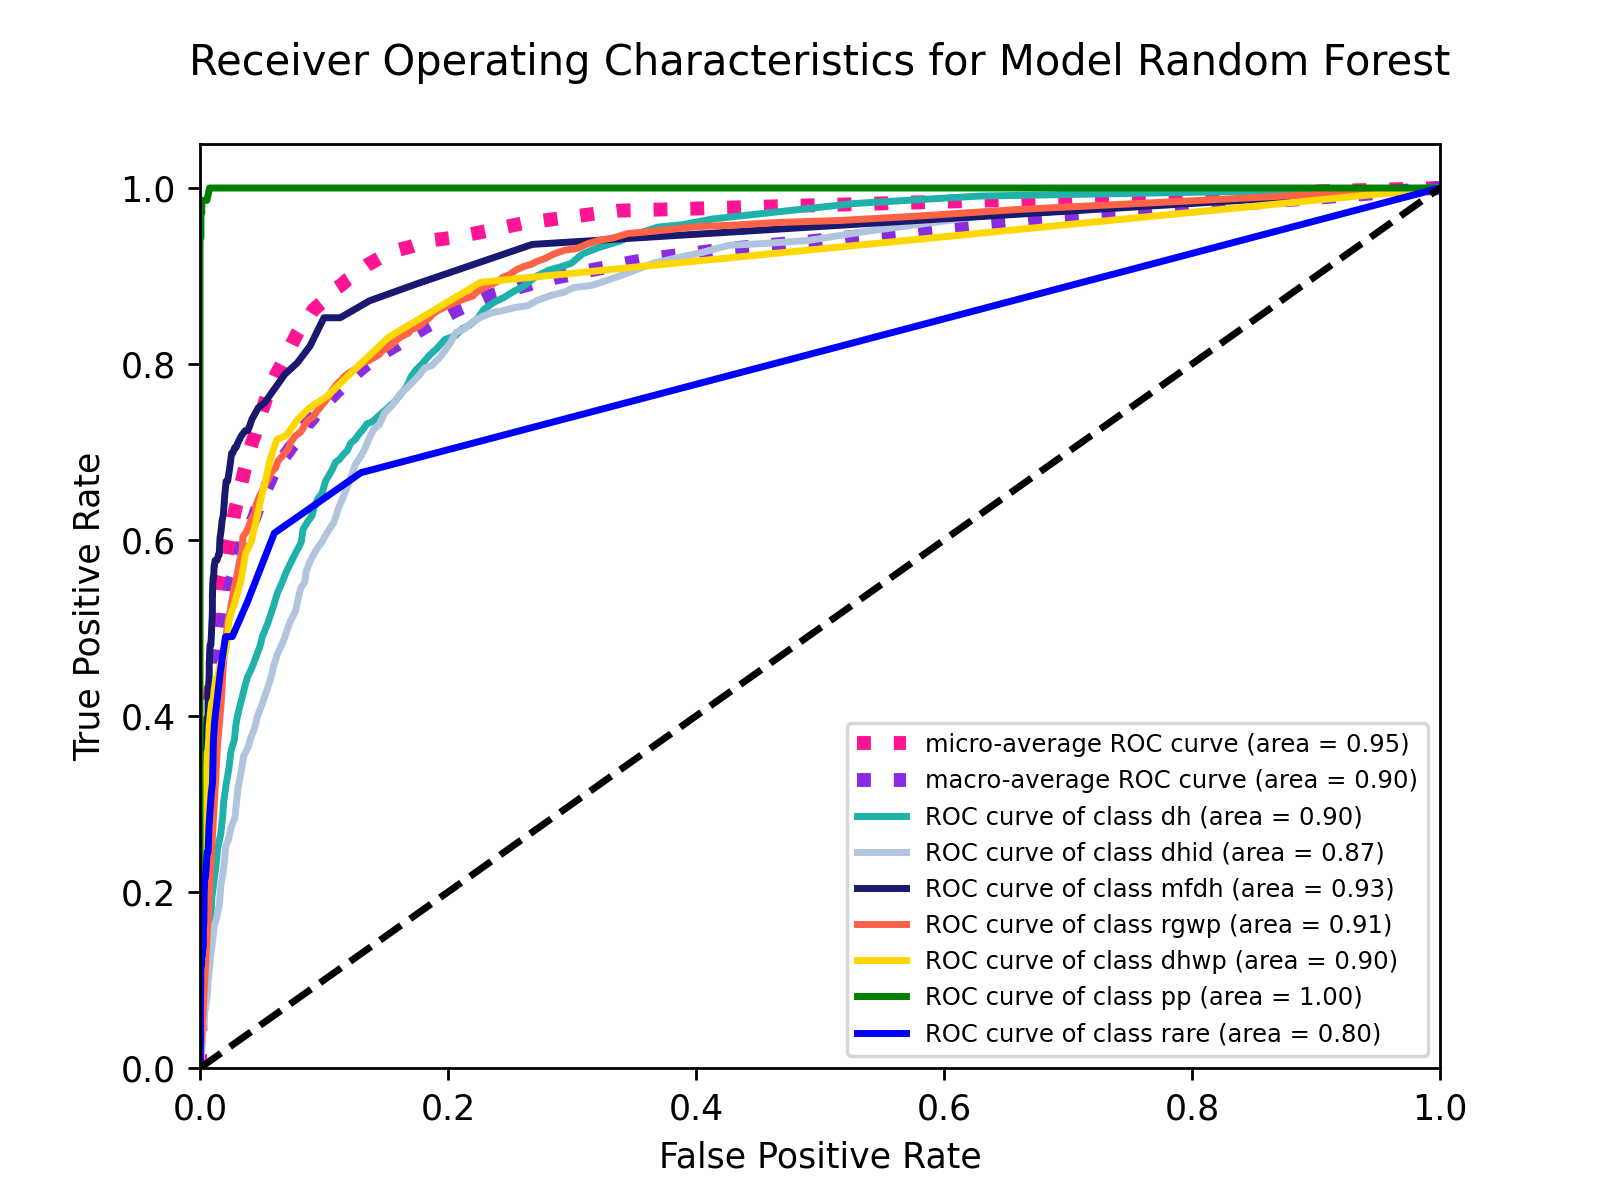 Receiver Operating Characteristics for Model Random Forest
1.0
0.8
0.6
0.4
0.2
0.0
True Positive Rate
micro-average ROC curve (area = 0.95)
macro-average ROC curve (area = 0.90)
ROC curve of class dh (area = 0.90)
ROC curve of class dhid (area = 0.87)
ROC curve of class mfdh (area = 0.93)
ROC curve of class rgwp (area = 0.91)
ROC curve of class dhwp (area = 0.90)
ROC curve of class pp (area = 1.00)
ROC curve of class rare (area = 0.80)
0.0 0.2 0.4 0.6 0.8 1.0
False Positive Rate